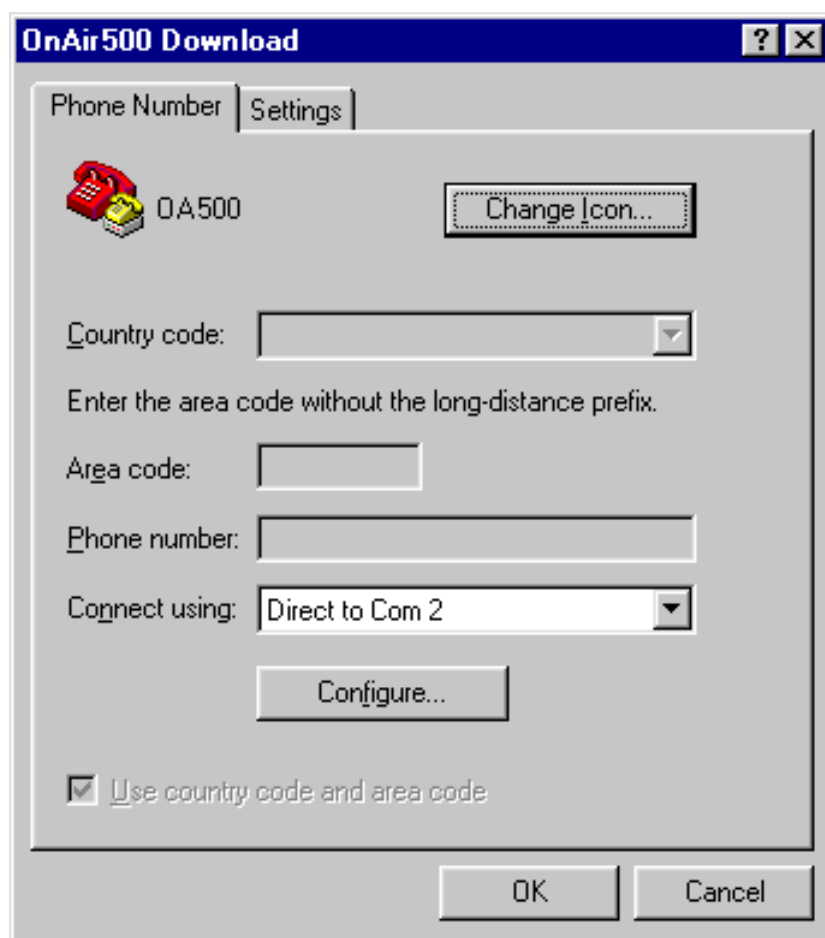 OnAir500 Download
Phone Number Settings
OA500 Change Icon...
Country code:
Enter the area code without the long-distance prefix.
Area code:
Phone number:
Connect using: Direct to Com 2
Configure...
Use country code and area code
OK Cancel